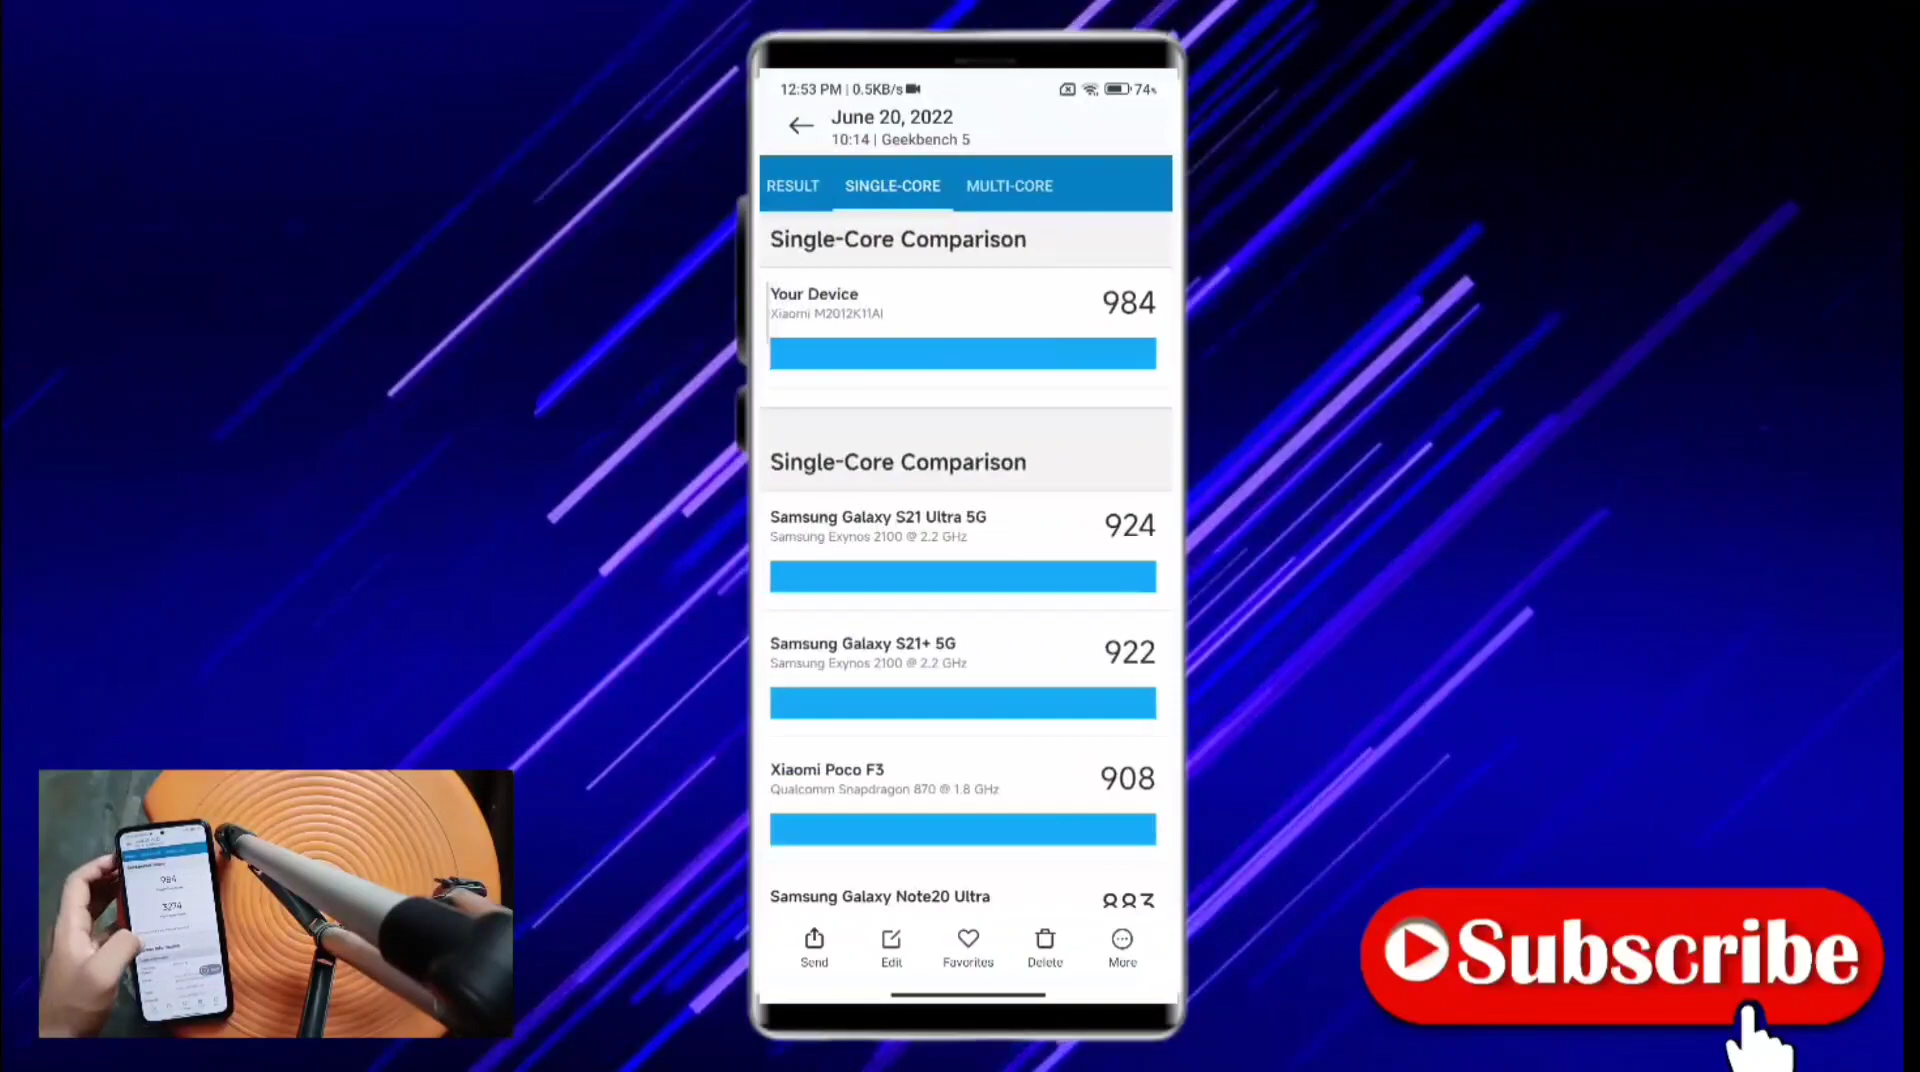 12:53 PM | 0.5KB/s
74%
June 20, 2022
10:14 | Geekbench 5
RESULT SINGLE-CORE MULTI-CORE
Single-Core Comparison
Your Device 984
Xiaomi M2012K11AI
Single-Core Comparison
Samsung Galaxy S21 Ultra 5G 924
Samsung Exynos 2100 @ 2.2 GHz
Samsung Galaxy S21+ 5G 922
Samsung Exynos 2100 @ 2.2 GHz
Xiaomi Poco F3 908
Qualcomm Snapdragon 870 @ 1.8 GHz
Samsung Galaxy Note20 Ultra 883
Send Edit Favorites Delete More
984
3274
Subscribe